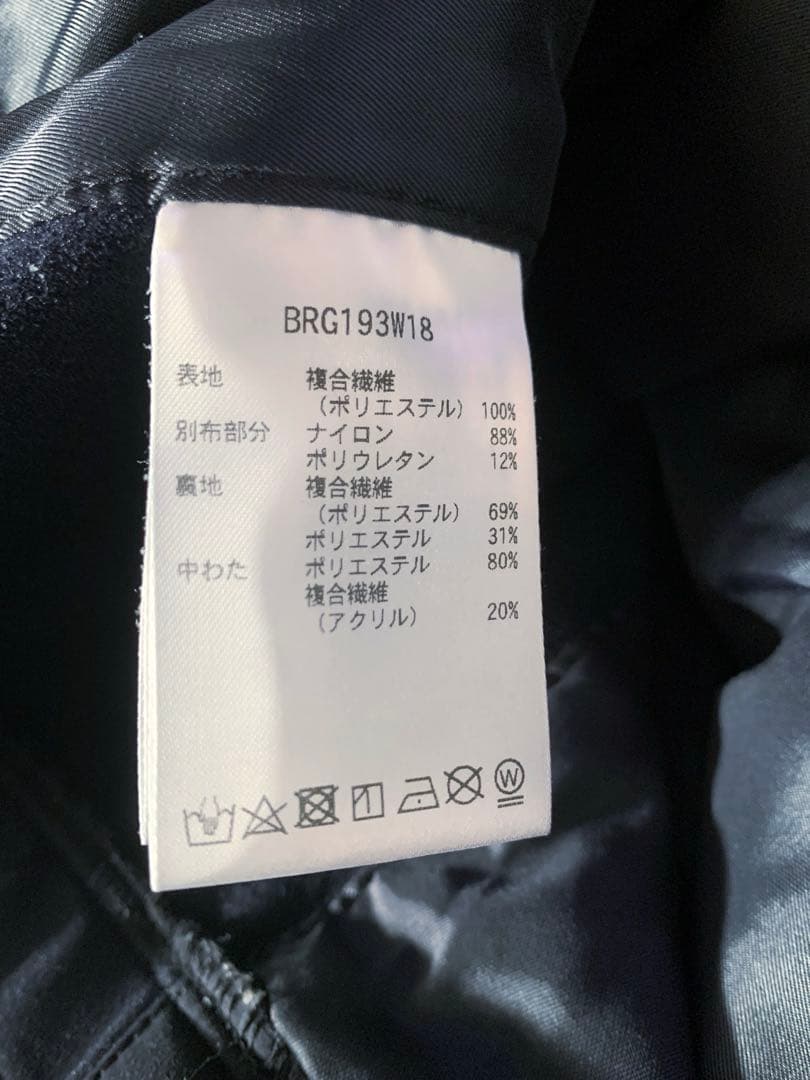 BRG193W18
表地 複合繊維
（ポリエステル） 100%
別布部分 ナイロン 88%
ポリウレタン 12%
裏地 複合繊維
（ポリエステル） 69%
ポリエステル 31%
中わた ポリエステル 80%
複合繊維
（アクリル） 20%
W